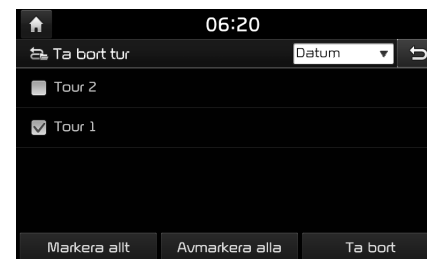 06:20
Ta bort tur Datum
Tour 2
Tour 1
Markera allt Avmarkera alla Ta bort